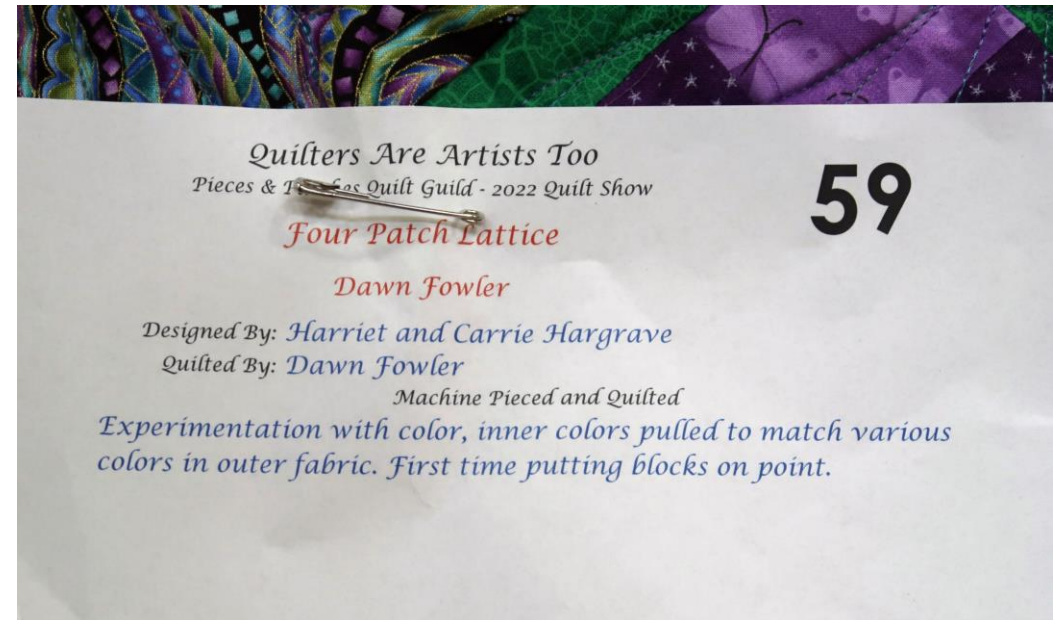 Quilters Are Artists Too
Pieces & Quilt Guild - 2022 Quilt Show
59
Four Patch Lattice
Dawn Fowler
Designed By: Harriet and Carrie Hargrave
Quilted By: Dawn Fowler
Machine Pieced and Quilted
Experimentation with color, inner colors pulled to match various
colors in outer fabric. First time putting blocks on point.